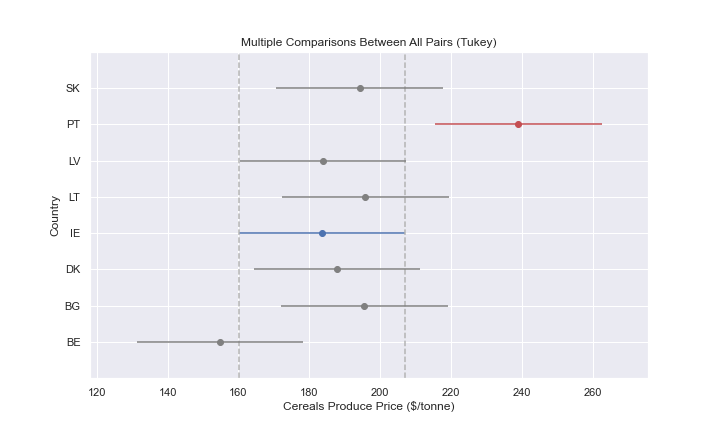 Multiple Comparisons Between All Pairs (Tukey)
Country
SK
PT
LV
LT
IE
DK
BG
BE
120 140 160 180 200 220 240 260
Cereals Produce Price ($/tonne)